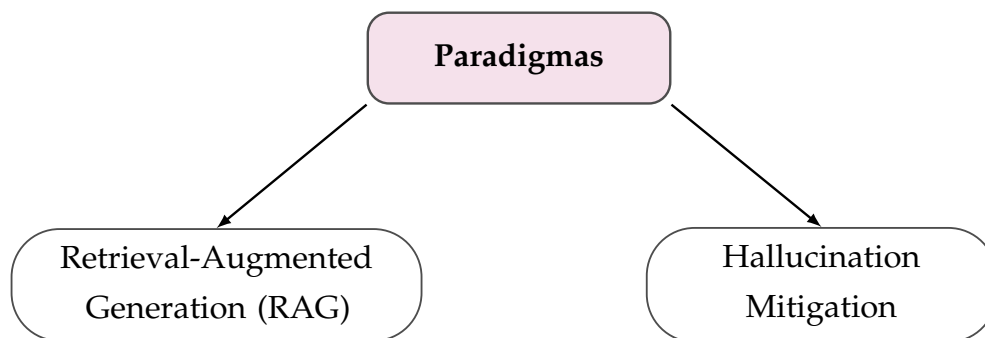 Paradigmas
Retrieval-Augmented
Generation (RAG)
Hallucination
Mitigation